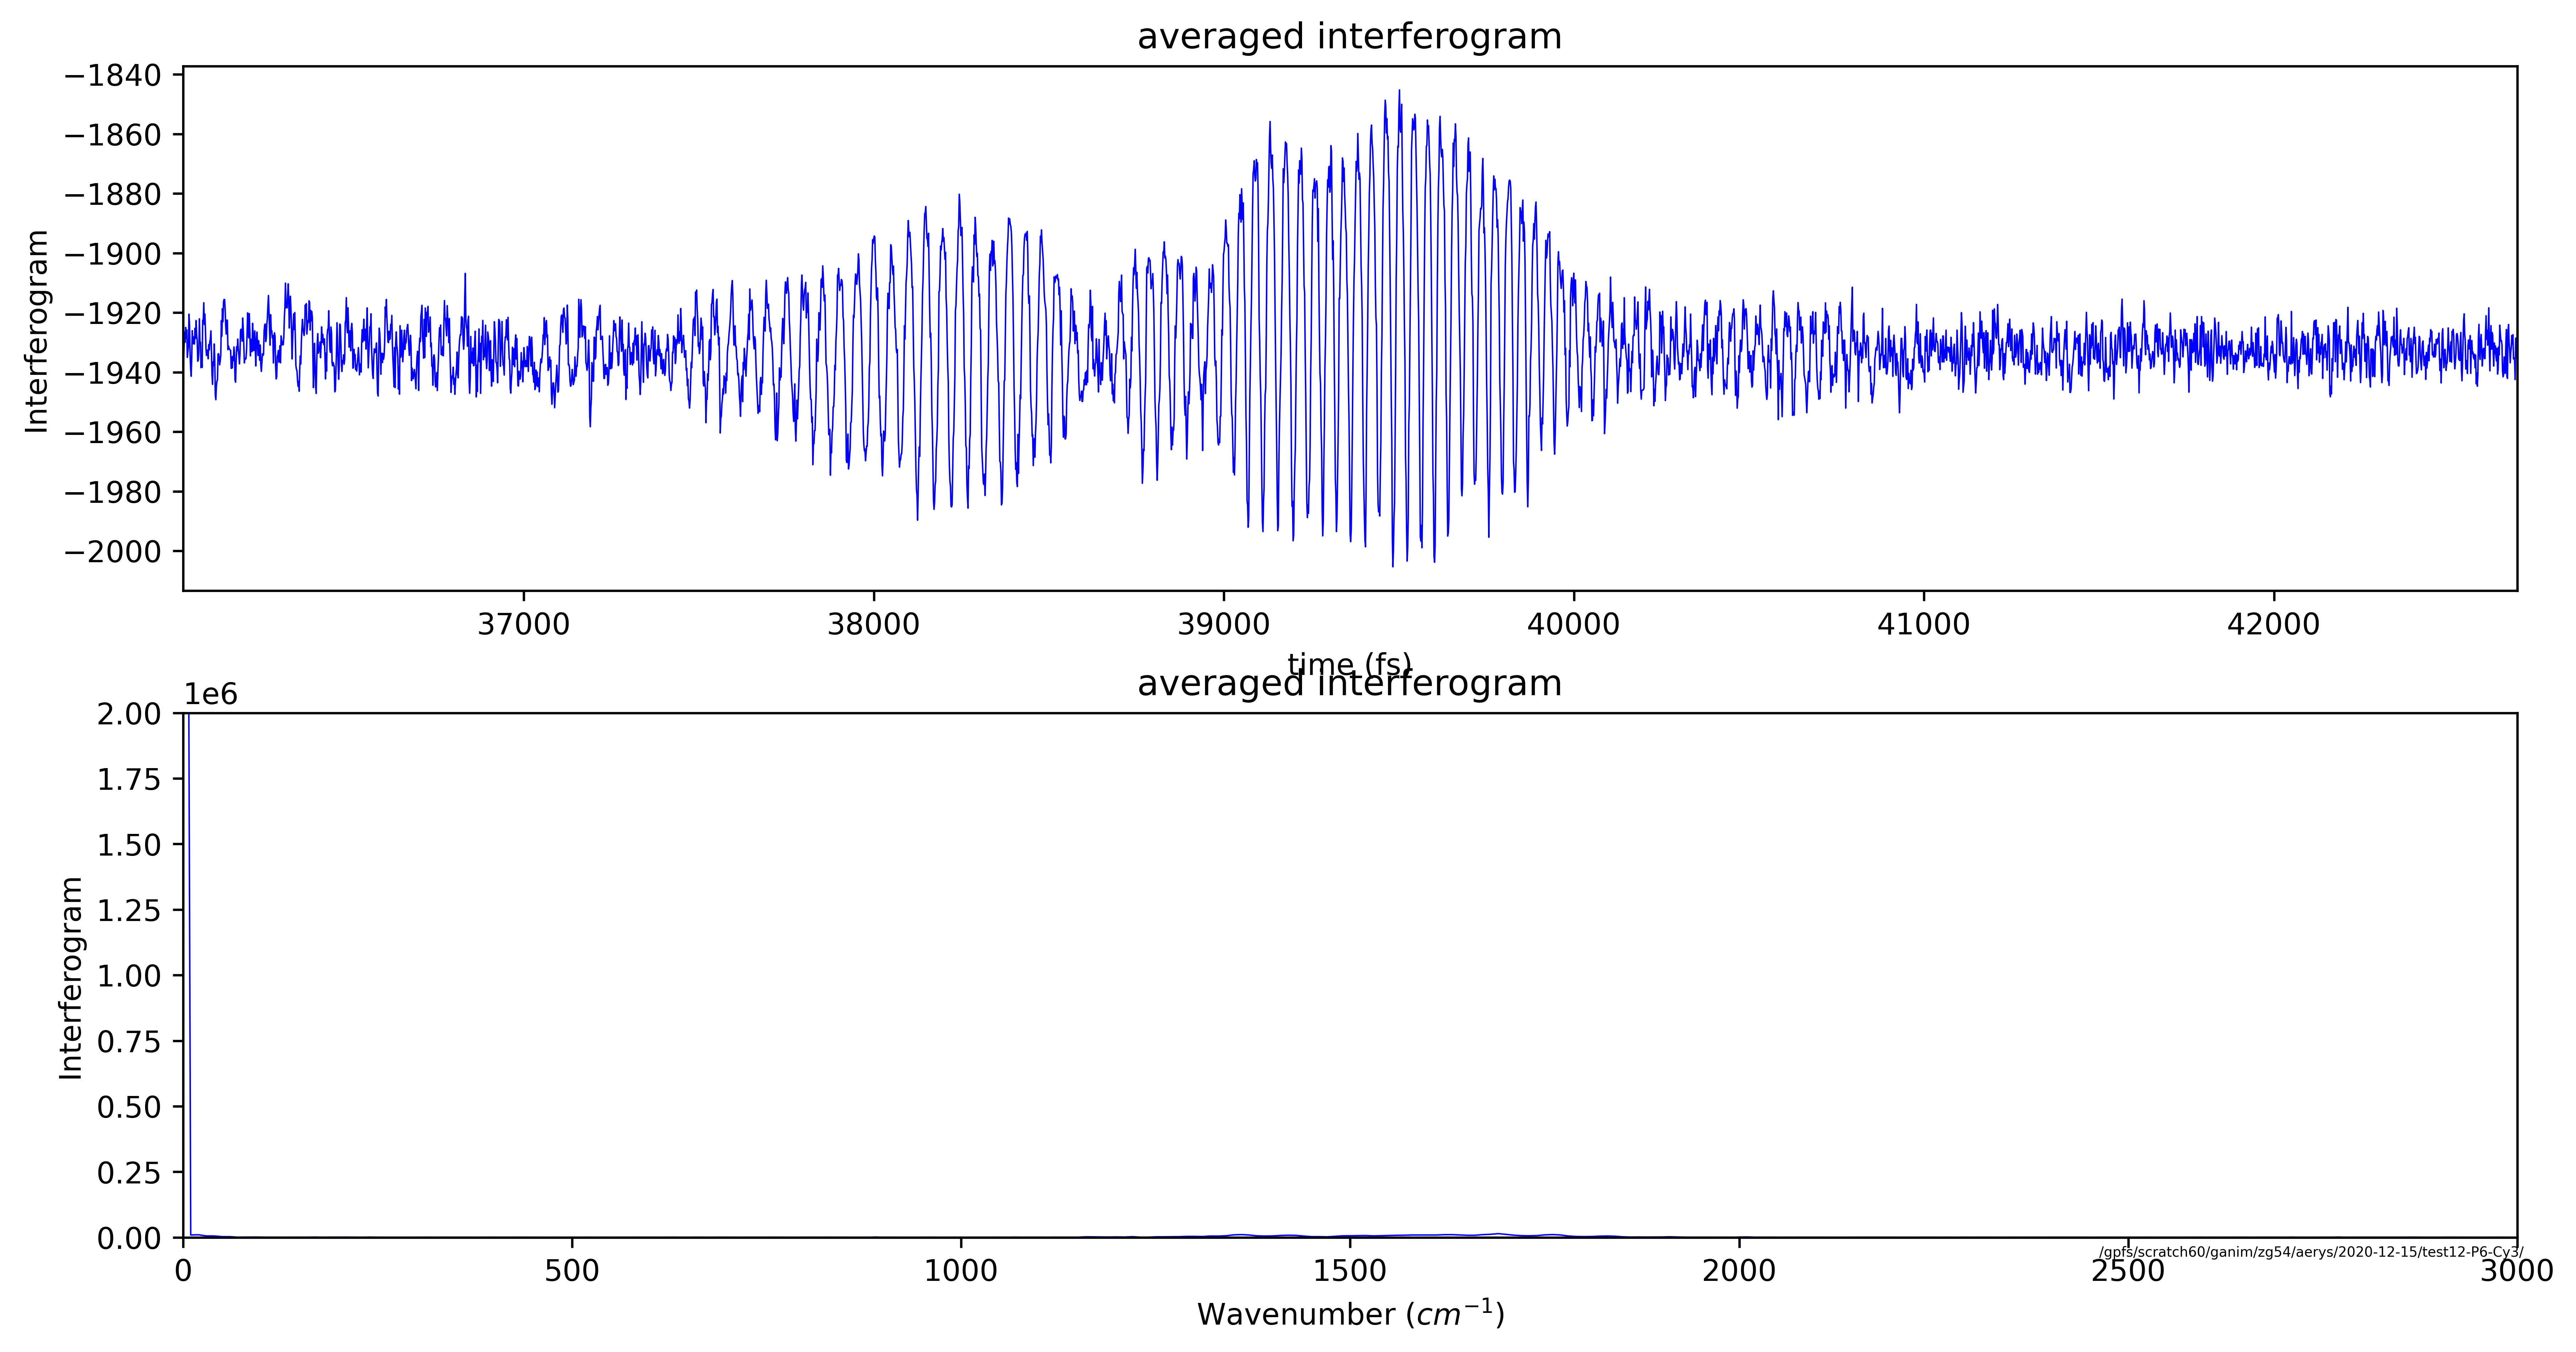 averaged interferogram
−1840
−1860
−1880
−1900
−1920
−1940
−1960
−1980
−2000
Interferogram
37000 38000 39000 40000 41000 42000
time (fs)
averaged interferogram
1e6
2.00
1.75
1.50
1.25
1.00
0.75
0.50
0.25
0.00
Interferogram
/gpfs/scratch60/ganim/zg54/aerys/2020-12-15/test12-P6-Cy3/
0 500 1000 1500 2000 2500 3000
Wavenumber (cm⁻¹)